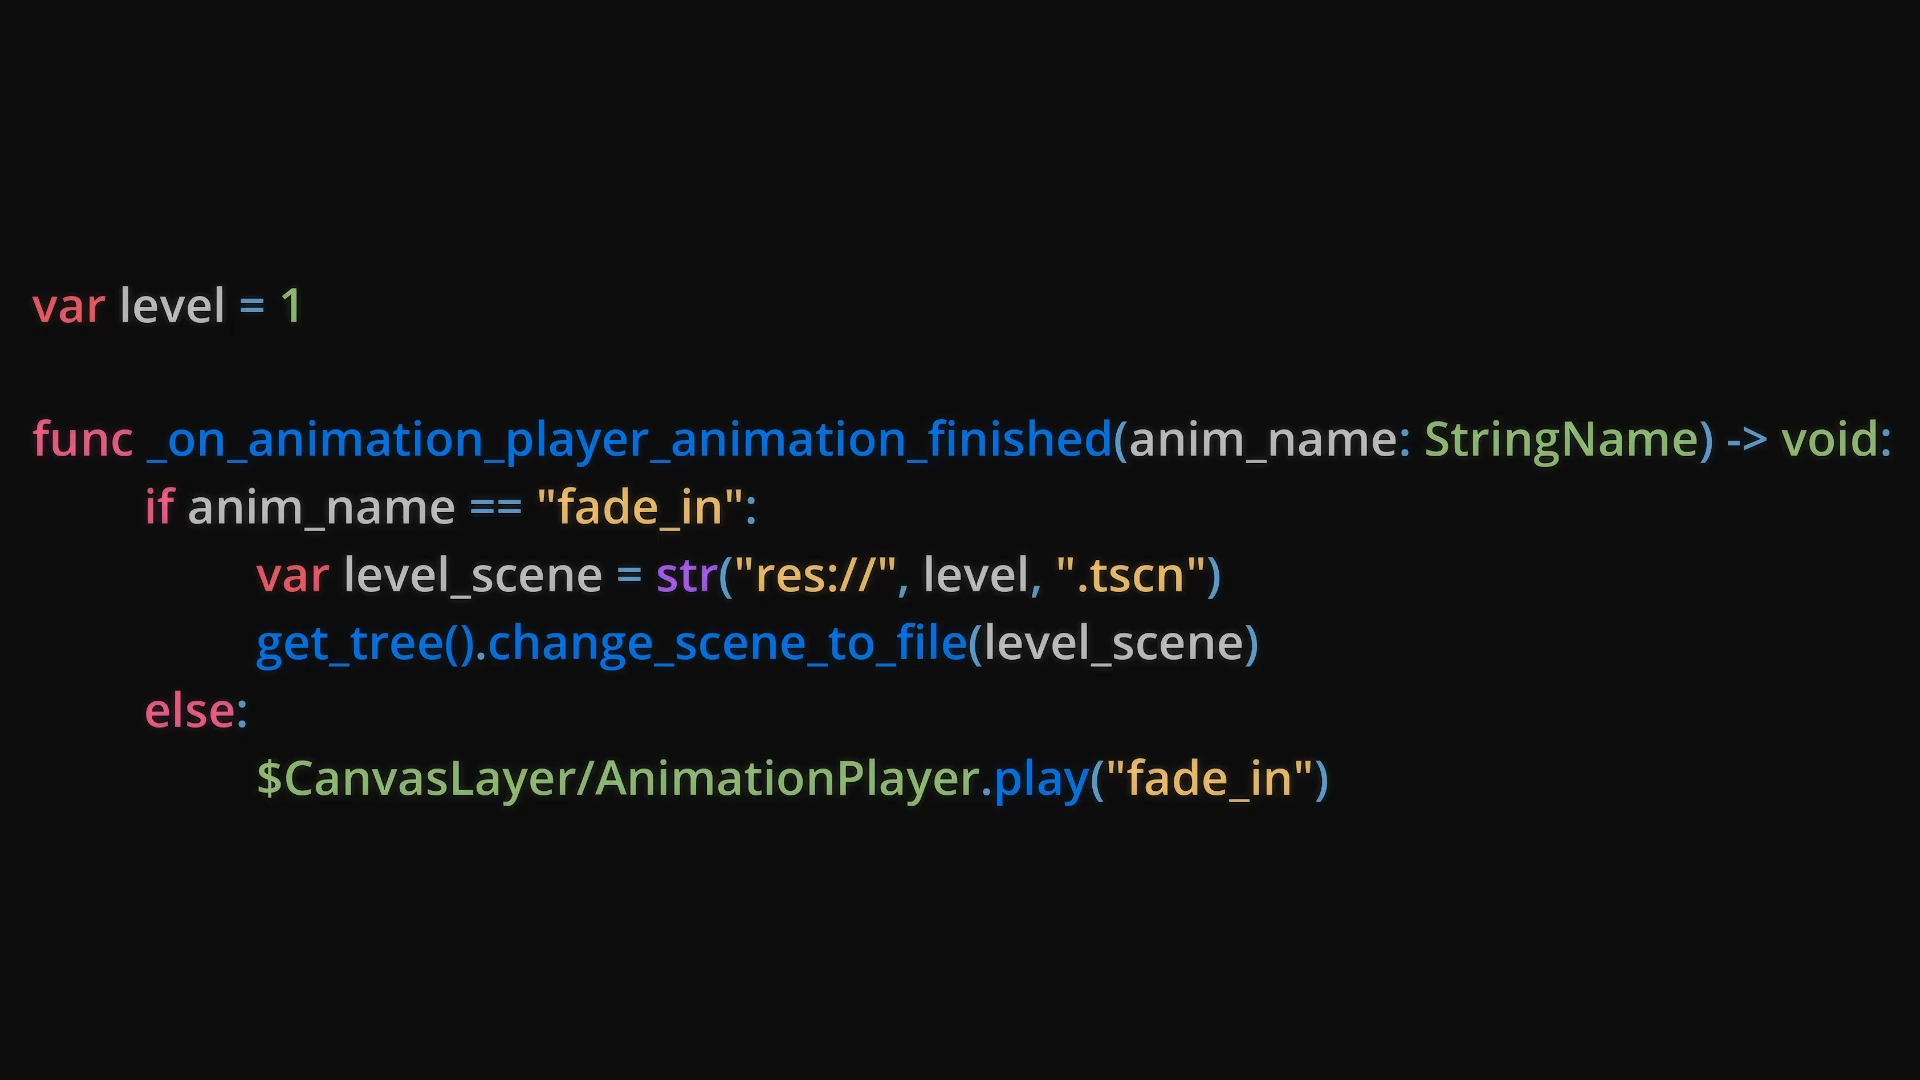 var level = 1
func _on_animation_player_animation_finished(anim_name: StringName) -> void:
if anim_name == "fade_in":
var level_scene = str("res://", level, ".tscn")
get_tree().change_scene_to_file(level_scene)
else:
$CanvasLayer/AnimationPlayer.play("fade_in")